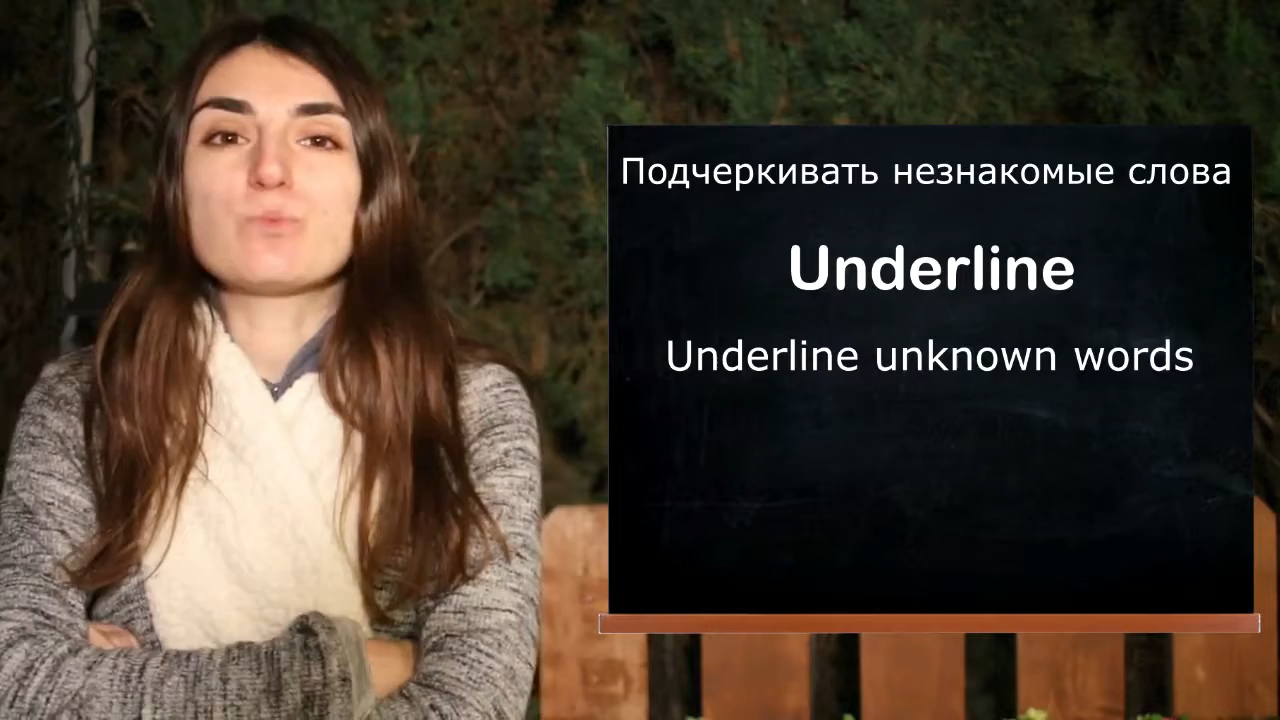 Подчеркивать незнакомые слова
Underline
Underline unknown words